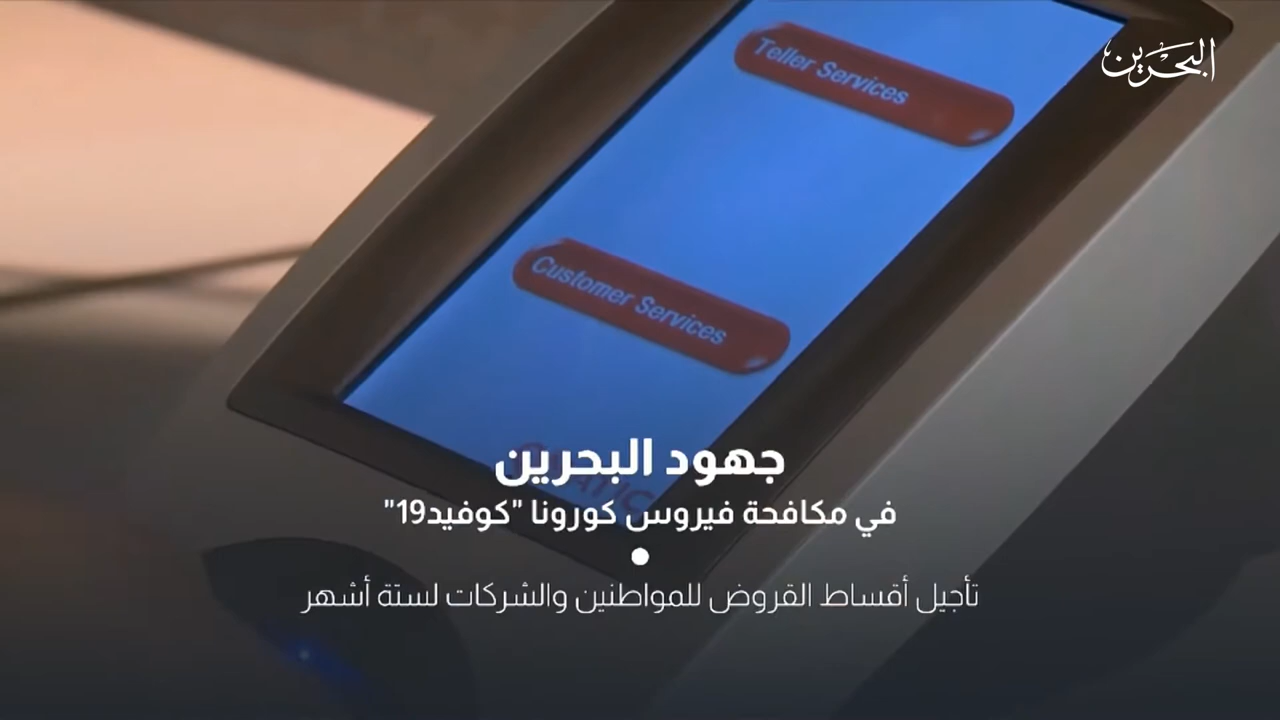 البحرين
Teller Services
Customer Services
جهود البحرين
في مكافحة فيروس كورونا "كوفيد19"
تأجيل أقساط القروض للمواطنين والشركات لستة أشهر